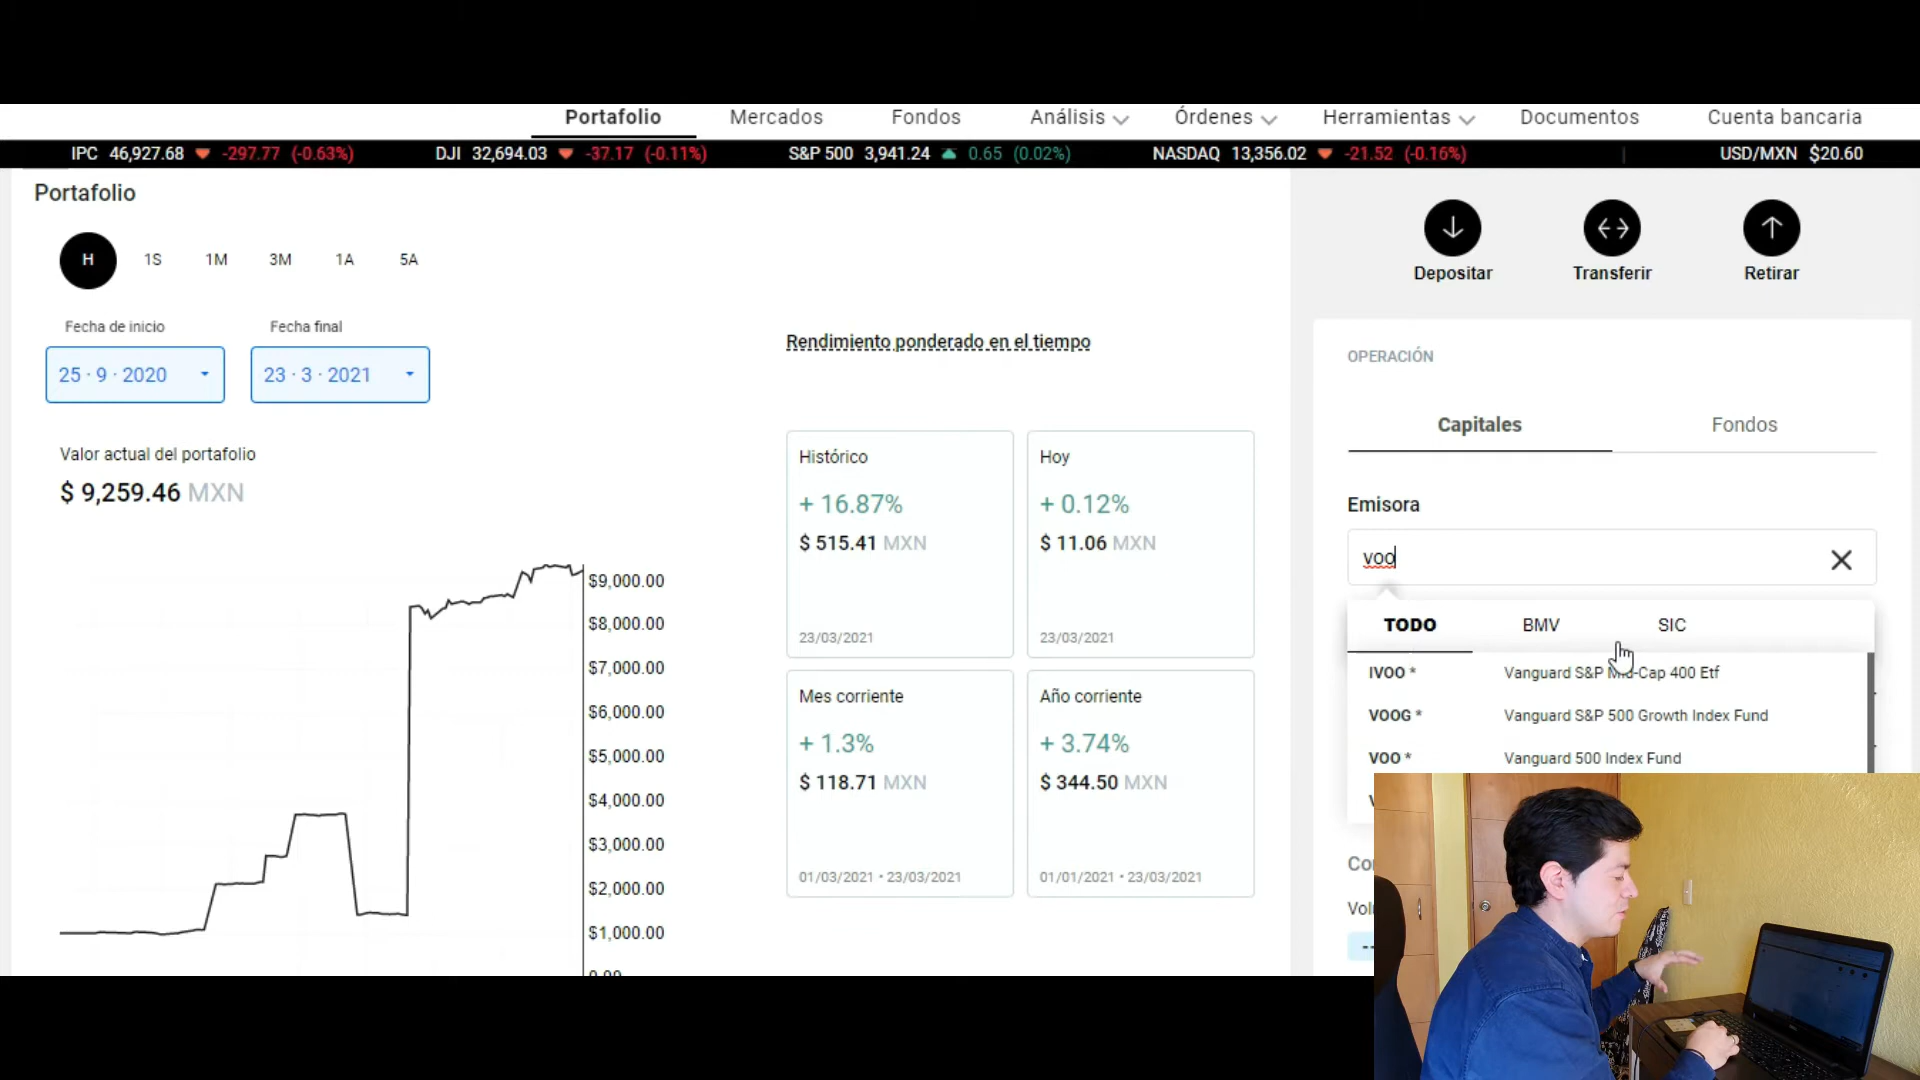 Portafolio Mercados Fondos Análisis Órdenes Herramientas Documentos Cuenta bancaria
IPC 46,927.68 -297.77 (-0.63%) DJI 32,694.03 -37.17 (-0.11%) S&P 500 3,941.24 0.65 (0.02%) NASDAQ 13,356.02 -21.52 (-0.16%) USD/MXN $20.60
Portafolio
H 1S 1M 3M 1A 5A
Fecha de inicio Fecha final
25 · 9 · 2020 23 · 3 · 2021
Valor actual del portafolio
$ 9,259.46 MXN
$9,000.00
$8,000.00
$7,000.00
$6,000.00
$5,000.00
$4,000.00
$3,000.00
$2,000.00
$1,000.00
Rendimiento ponderado en el tiempo
Histórico
+ 16.87%
$ 515.41 MXN
23/03/2021
Hoy
+ 0.12%
$ 11.06 MXN
23/03/2021
Mes corriente
+ 1.3%
$ 118.71 MXN
01/03/2021 • 23/03/2021
Año corriente
+ 3.74%
$ 344.50 MXN
01/01/2021 • 23/03/2021
Depositar Transferir Retirar
OPERACIÓN
Capitales Fondos
Emisora
voo
TODO BMV SIC
IVOO * Vanguard S&P Mid-Cap 400 Etf
VOOG * Vanguard S&P 500 Growth Index Fund
VOO * Vanguard 500 Index Fund